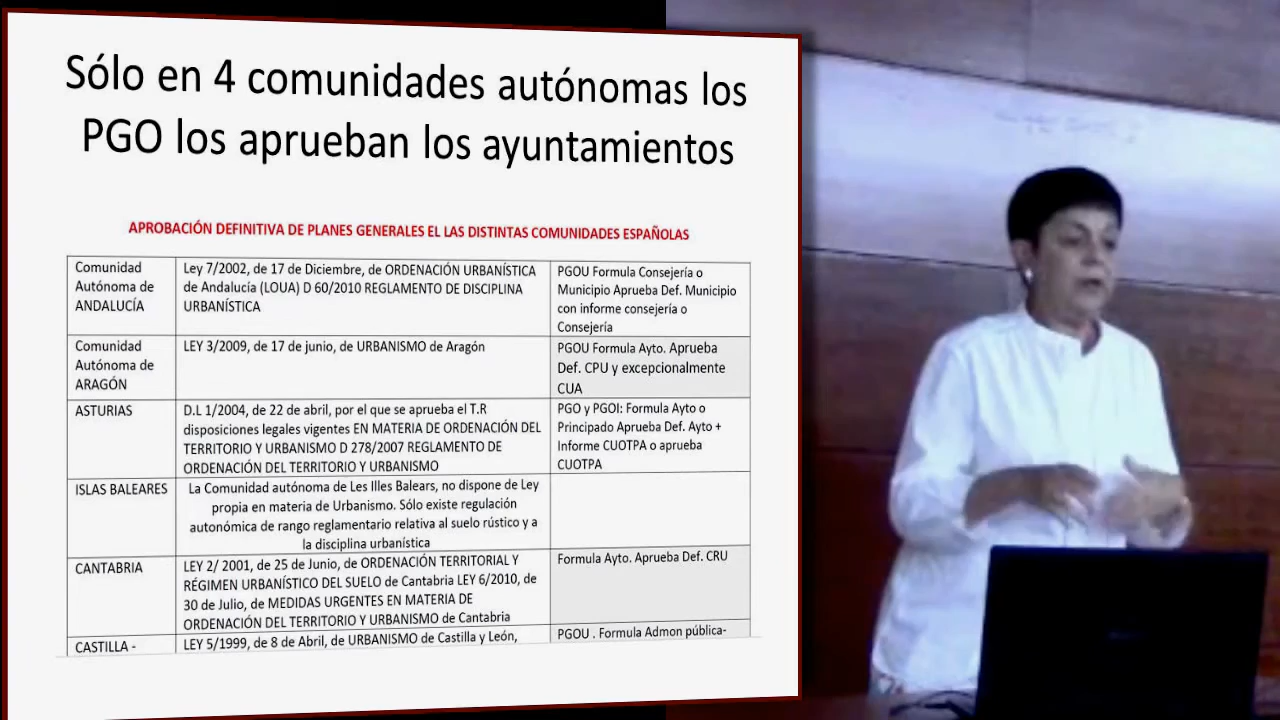 Sólo en 4 comunidades autónomas los
PGO los aprueban los ayuntamientos
APROBACIÓN DEFINITIVA DE PLANES GENERALES EL LAS DISTINTAS COMUNIDADES ESPAÑOLAS
Comunidad
Autónoma de
ANDALUCÍA
Ley 7/2002, de 17 de Diciembre, de ORDENACIÓN URBANÍSTICA
de Andalucía (LOUA) D 60/2010 REGLAMENTO DE DISCIPLINA
URBANÍSTICA
PGOU Formula Consejería o
Municipio Aprueba Def. Municipio
con informe consejería o
Consejería
Comunidad
Autónoma de
ARAGÓN
LEY 3/2009, de 17 de junio, de URBANISMO de Aragón
PGOU Formula Ayto. Aprueba
Def. CPU y excepcionalmente
CUA
ASTURIAS
D.L 1/2004, de 22 de abril, por el que se aprueba el T.R
disposiciones legales vigentes EN MATERIA DE ORDENACIÓN DEL
TERRITORIO Y URBANISMO D 278/2007 REGLAMENTO DE
ORDENACIÓN DEL TERRITORIO Y URBANISMO
PGO y PGOI: Formula Ayto o
Principado Aprueba Def. Ayto +
Informe CUOTPA o aprueba
CUOTPA
ISLAS BALEARES
La Comunidad autónoma de Les Illes Balears, no dispone de Ley
propia en materia de Urbanismo. Sólo existe regulación
autonómica de rango reglamentario relativa al suelo rústico y a
la disciplina urbanística
CANTABRIA
LEY 2/ 2001, de 25 de Junio, de ORDENACIÓN TERRITORIAL Y
RÉGIMEN URBANÍSTICO DEL SUELO de Cantabria LEY 6/2010, de
30 de Julio, de MEDIDAS URGENTES EN MATERIA DE
ORDENACIÓN DEL TERRITORIO Y URBANISMO de Cantabria
Formula Ayto. Aprueba Def. CRU
CASTILLA -
LEY 5/1999, de 8 de Abril, de URBANISMO de Castilla y León,
PGOU . Formula Admon pública-